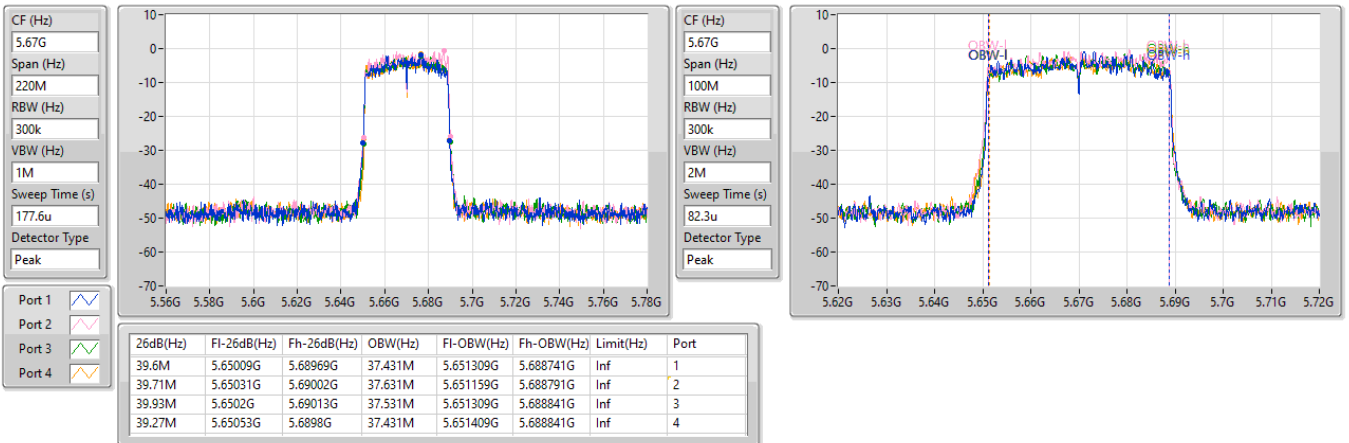 CF (Hz)
5.67G
Span (Hz)
220M
RBW (Hz)
300k
VBW (Hz)
1M
Sweep Time (s)
177.6u
Detector Type
Peak
10
0
-10
-20
-30
-40
-50
-60
-70
5.56G 5.58G 5.6G 5.62G 5.64G 5.66G 5.68G 5.7G 5.72G 5.74G 5.76G 5.78G
CF (Hz)
5.67G
Span (Hz)
100M
RBW (Hz)
300k
VBW (Hz)
2M
Sweep Time (s)
82.3u
Detector Type
Peak
10
0
-10
-20
-30
-40
-50
-60
-70
OBW-l
OBW-l
OBW-h
OBW-h
5.62G 5.63G 5.64G 5.65G 5.66G 5.67G 5.68G 5.69G 5.7G 5.71G 5.72G
Port 1
Port 2
Port 3
Port 4
26dB(Hz) Fl-26dB(Hz) Fh-26dB(Hz) OBW(Hz) Fl-OBW(Hz) Fh-OBW(Hz) Limit(Hz) Port
39.6M 5.65009G 5.68969G 37.431M 5.651309G 5.688741G Inf 1
39.71M 5.65031G 5.69002G 37.631M 5.651159G 5.688791G Inf 2
39.93M 5.6502G 5.69013G 37.531M 5.651309G 5.688841G Inf 3
39.27M 5.65053G 5.6898G 37.431M 5.651409G 5.688841G Inf 4